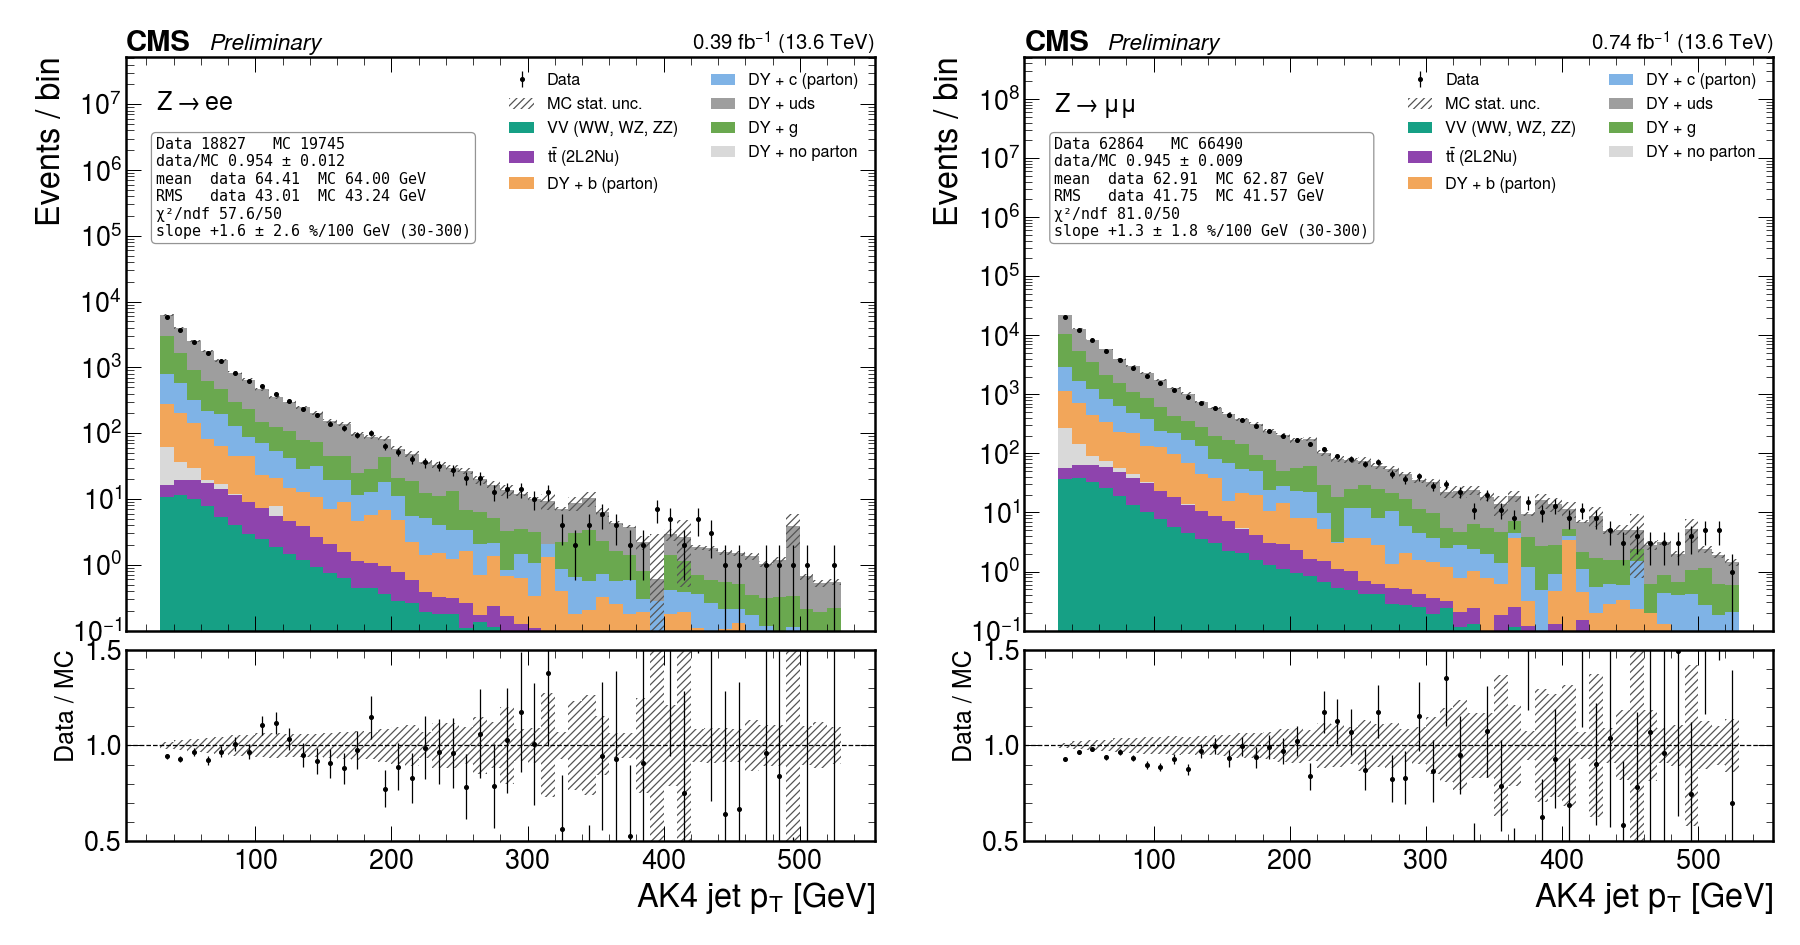 CMS Preliminary 0.39 fb⁻¹ (13.6 TeV)
Events / bin
Z → ee
Data 18827   MC 19745
data/MC 0.954 ± 0.012
mean  data 64.41  MC 64.00 GeV
RMS   data 43.01  MC 43.24 GeV
χ²/ndf 57.6/50
slope +1.6 ± 2.6 %/100 GeV (30-300)
Data
MC stat. unc.
VV (WW, WZ, ZZ)
tt̄ (2L2Nu)
DY + b (parton)
DY + c (parton)
DY + uds
DY + g
DY + no parton
10⁷
10⁶
10⁵
10⁴
10³
10²
10¹
10⁰
10⁻¹
Data / MC
1.5
1.0
0.5
100 200 300 400 500
AK4 jet p_T [GeV]
CMS Preliminary 0.74 fb⁻¹ (13.6 TeV)
Events / bin
Z → μμ
Data 62864   MC 66490
data/MC 0.945 ± 0.009
mean  data 62.91  MC 62.87 GeV
RMS   data 41.75  MC 41.57 GeV
χ²/ndf 81.0/50
slope +1.3 ± 1.8 %/100 GeV (30-300)
Data
MC stat. unc.
VV (WW, WZ, ZZ)
tt̄ (2L2Nu)
DY + b (parton)
DY + c (parton)
DY + uds
DY + g
DY + no parton
10⁸
10⁷
10⁶
10⁵
10⁴
10³
10²
10¹
10⁰
10⁻¹
Data / MC
1.5
1.0
0.5
100 200 300 400 500
AK4 jet p_T [GeV]